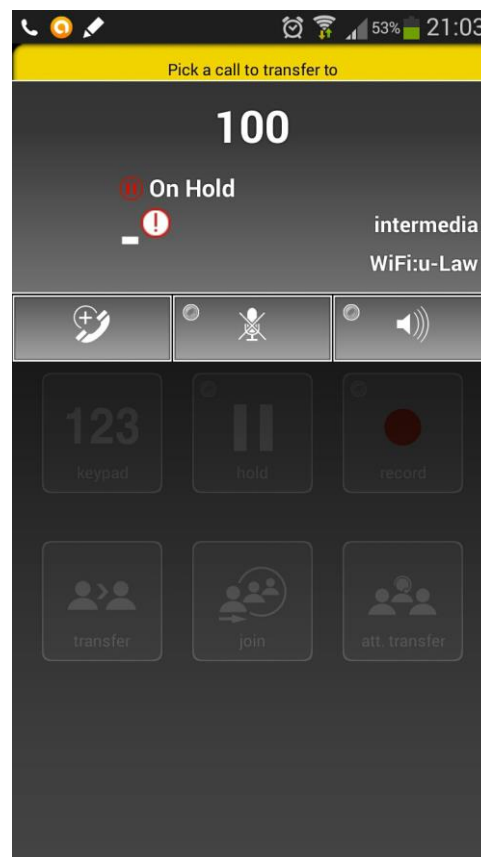 53% 21:03
Pick a call to transfer to
100
On Hold
intermedia
WiFi:u-Law
123
keypad
hold
record
transfer
join
att. transfer